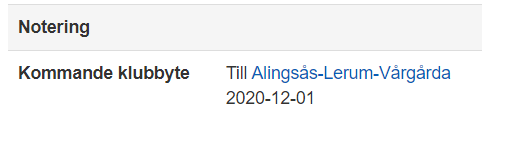 Notering
Kommande klubbyte Till Alingsås-Lerum-Vårgårda
2020-12-01